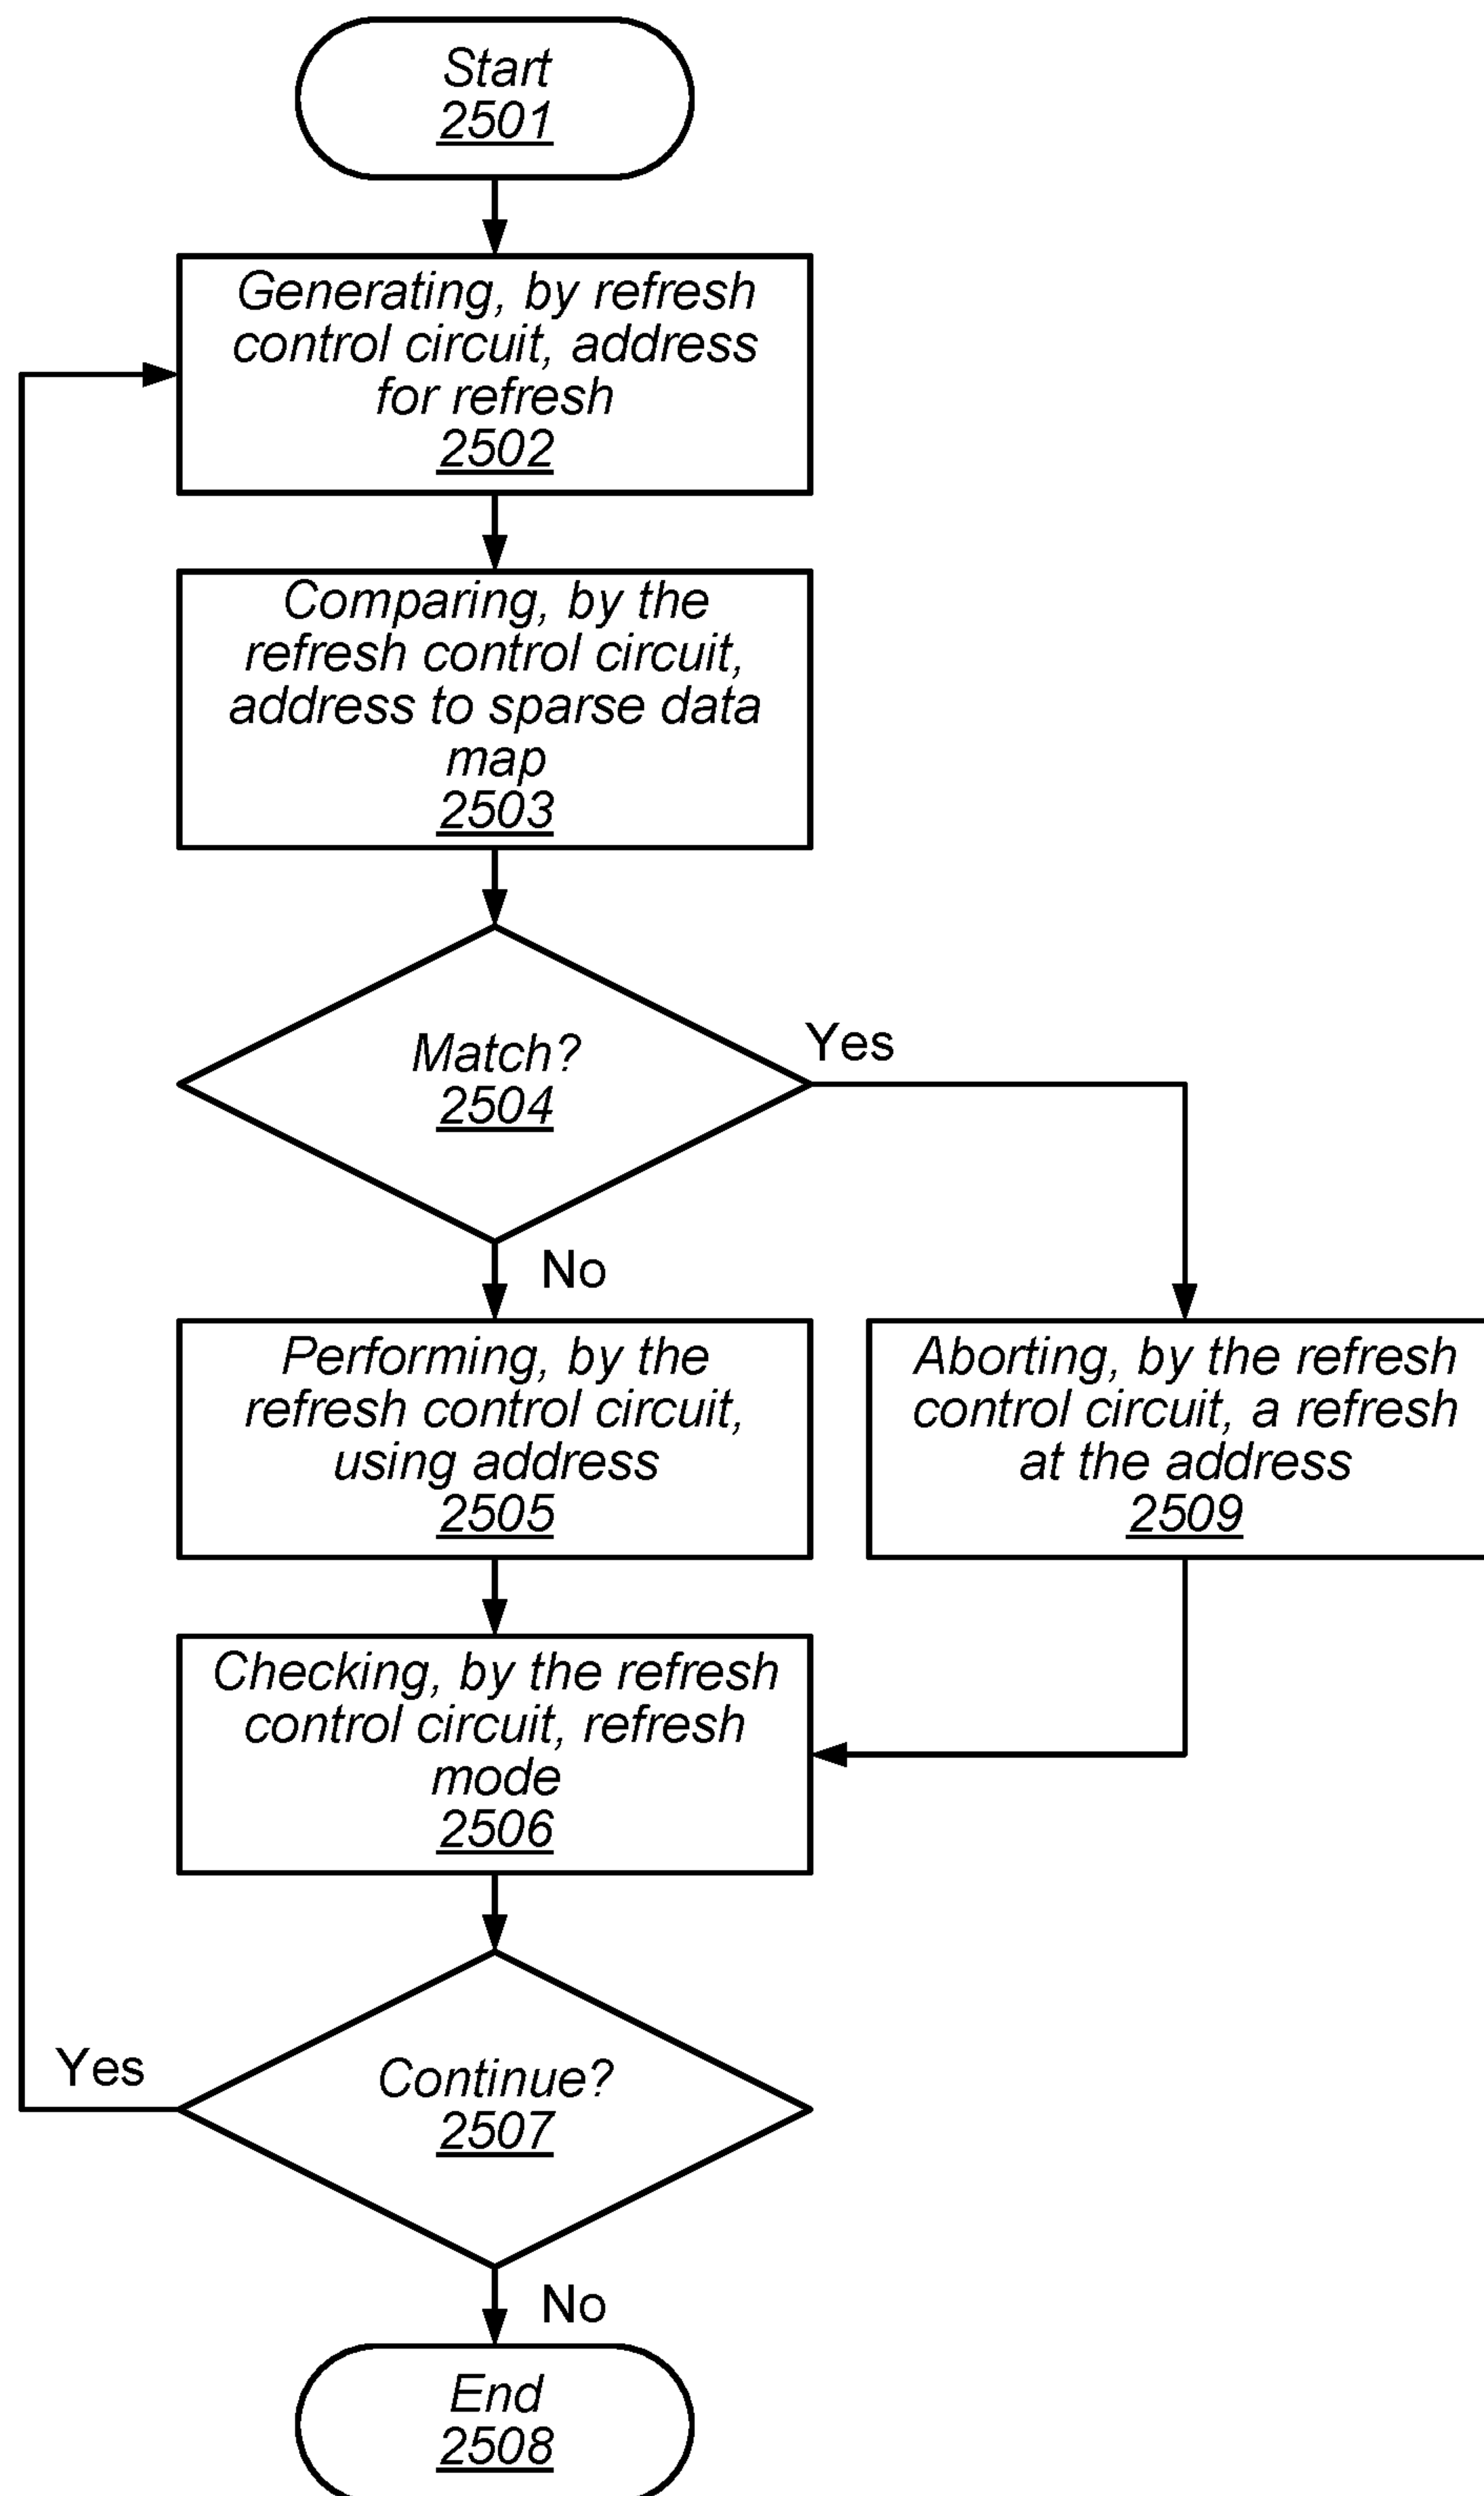 Start
2501
Generating, by refresh
control circuit, address
for refresh
2502
Comparing, by the
refresh control circuit,
address to sparse data
map
2503
Match?
2504
Yes
No
Performing, by the
refresh control circuit,
using address
2505
Aborting, by the refresh
control circuit, a refresh
at the address
2509
Checking, by the refresh
control circuit, refresh
mode
2506
Continue?
2507
Yes
No
End
2508